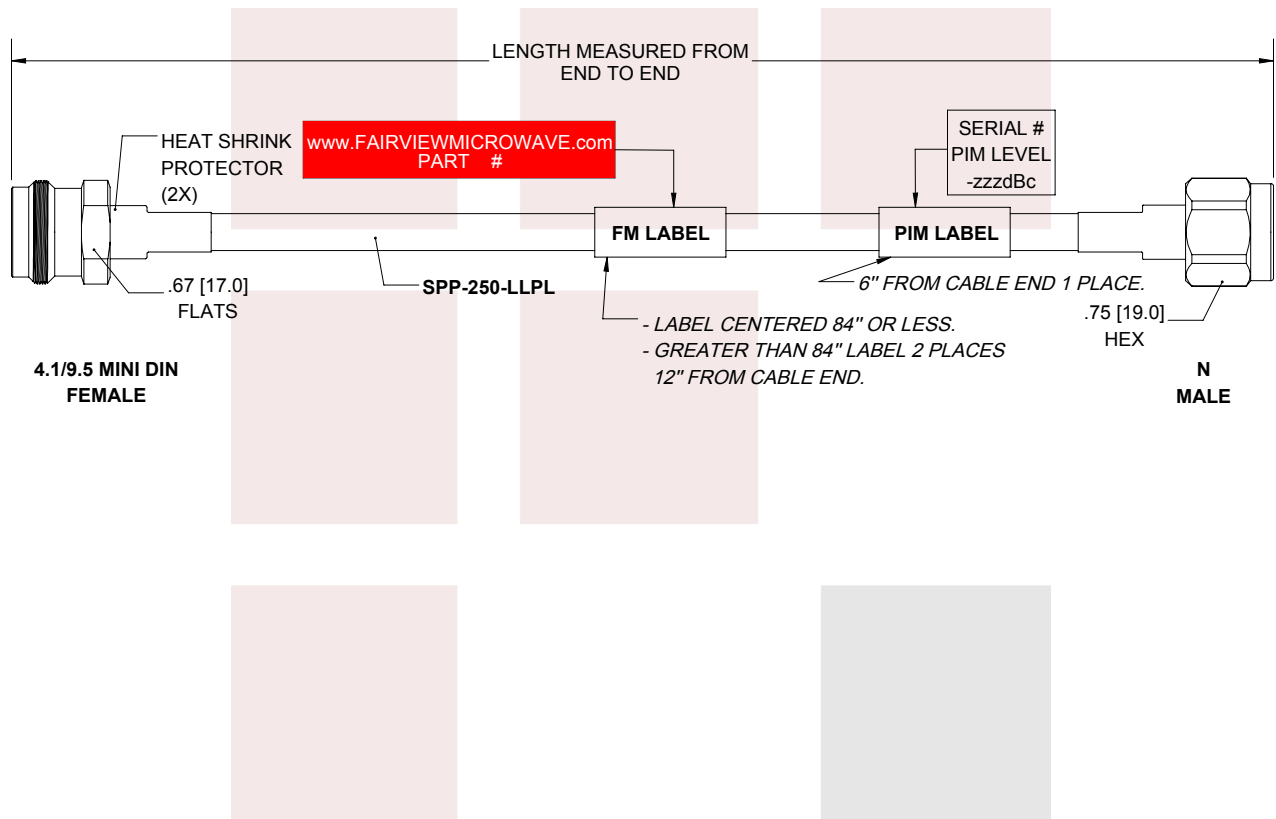 LENGTH MEASURED FROM
END TO END
HEAT SHRINK
PROTECTOR
(2X)
www.FAIRVIEWMICROWAVE.com
PART #
SERIAL #
PIM LEVEL
-zzzdBc
FM LABEL
PIM LABEL
.67 [17.0]
FLATS
SPP-250-LLPL
6" FROM CABLE END 1 PLACE.
- LABEL CENTERED 84" OR LESS.
- GREATER THAN 84" LABEL 2 PLACES
12" FROM CABLE END.
.75 [19.0]
HEX
4.1/9.5 MINI DIN
FEMALE
N
MALE